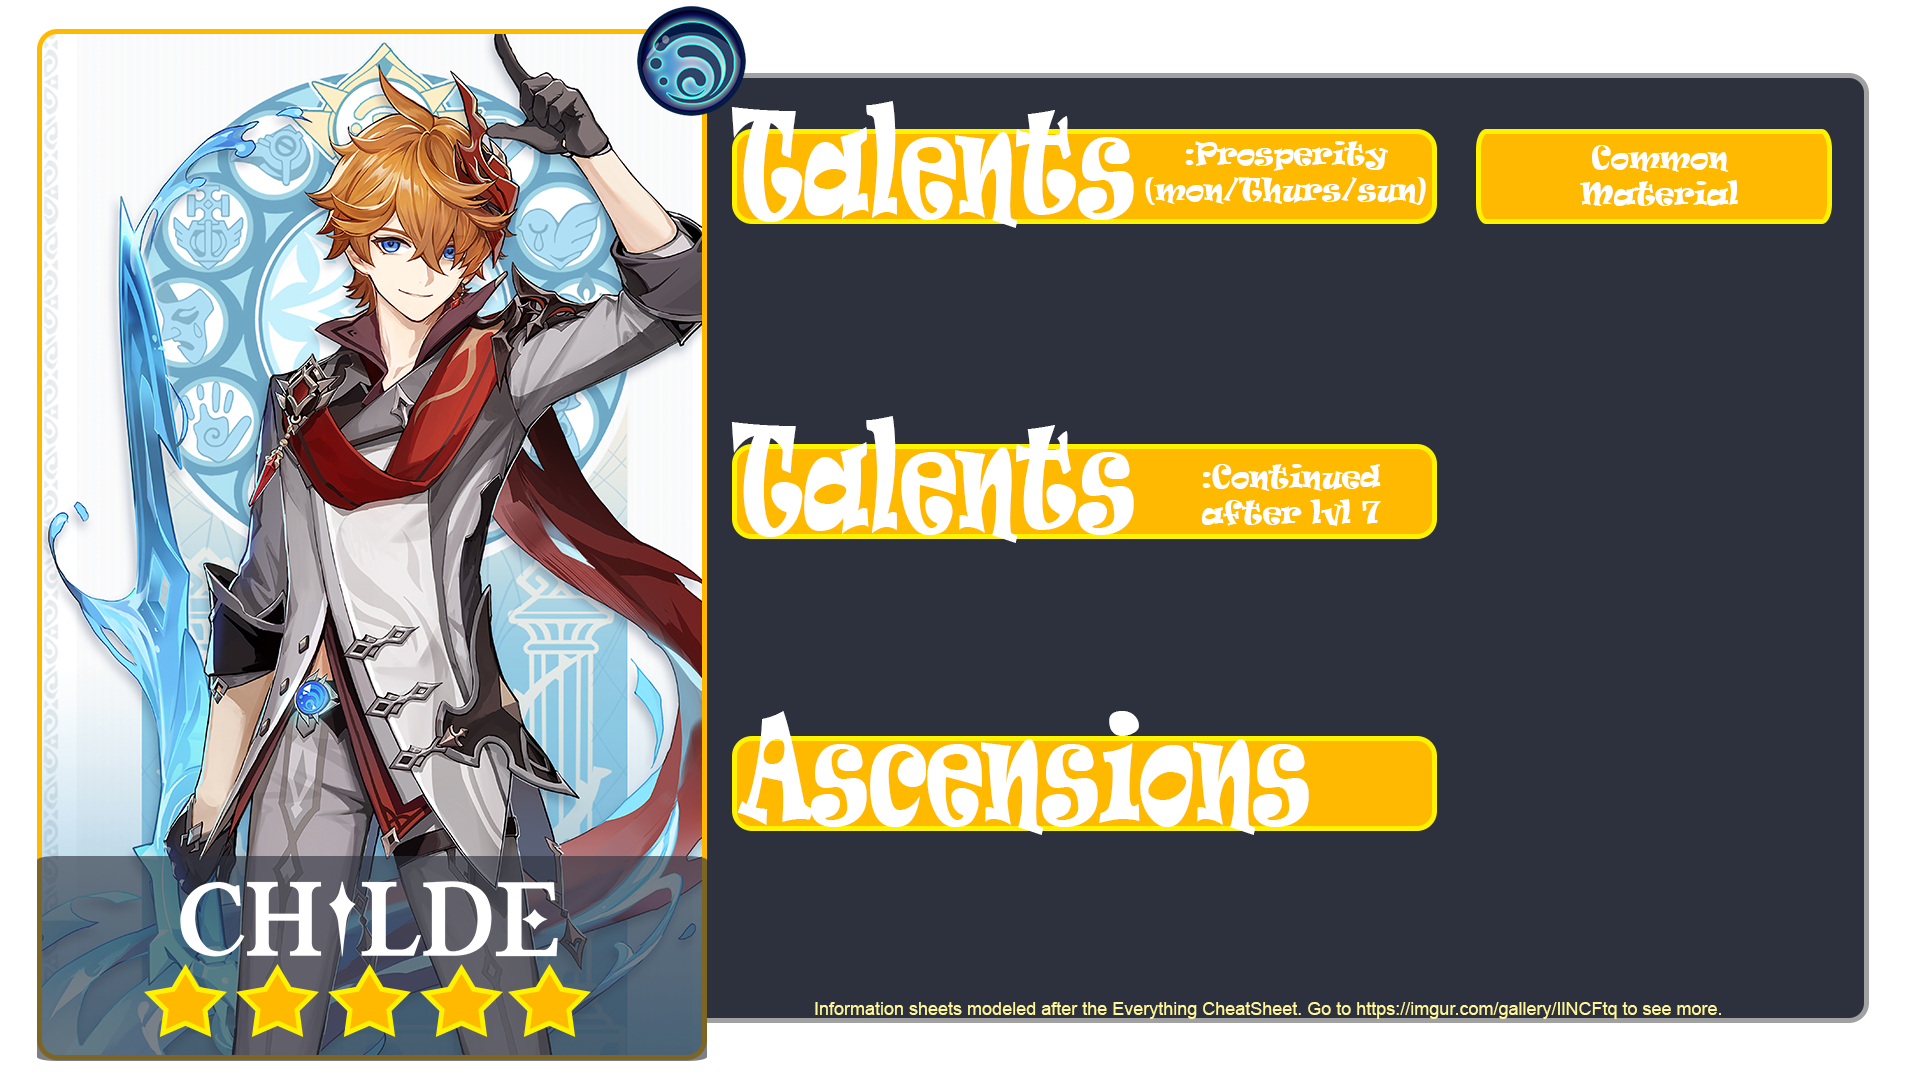 Talents :Prosperity
(mon/Thurs/sun)
Common
Material
Talents :Continued
after lvl 7
Ascensions
CHILDE
Information sheets modeled after the Everything CheatSheet. Go to https://imgur.com/gallery/IINCFtq to see more.